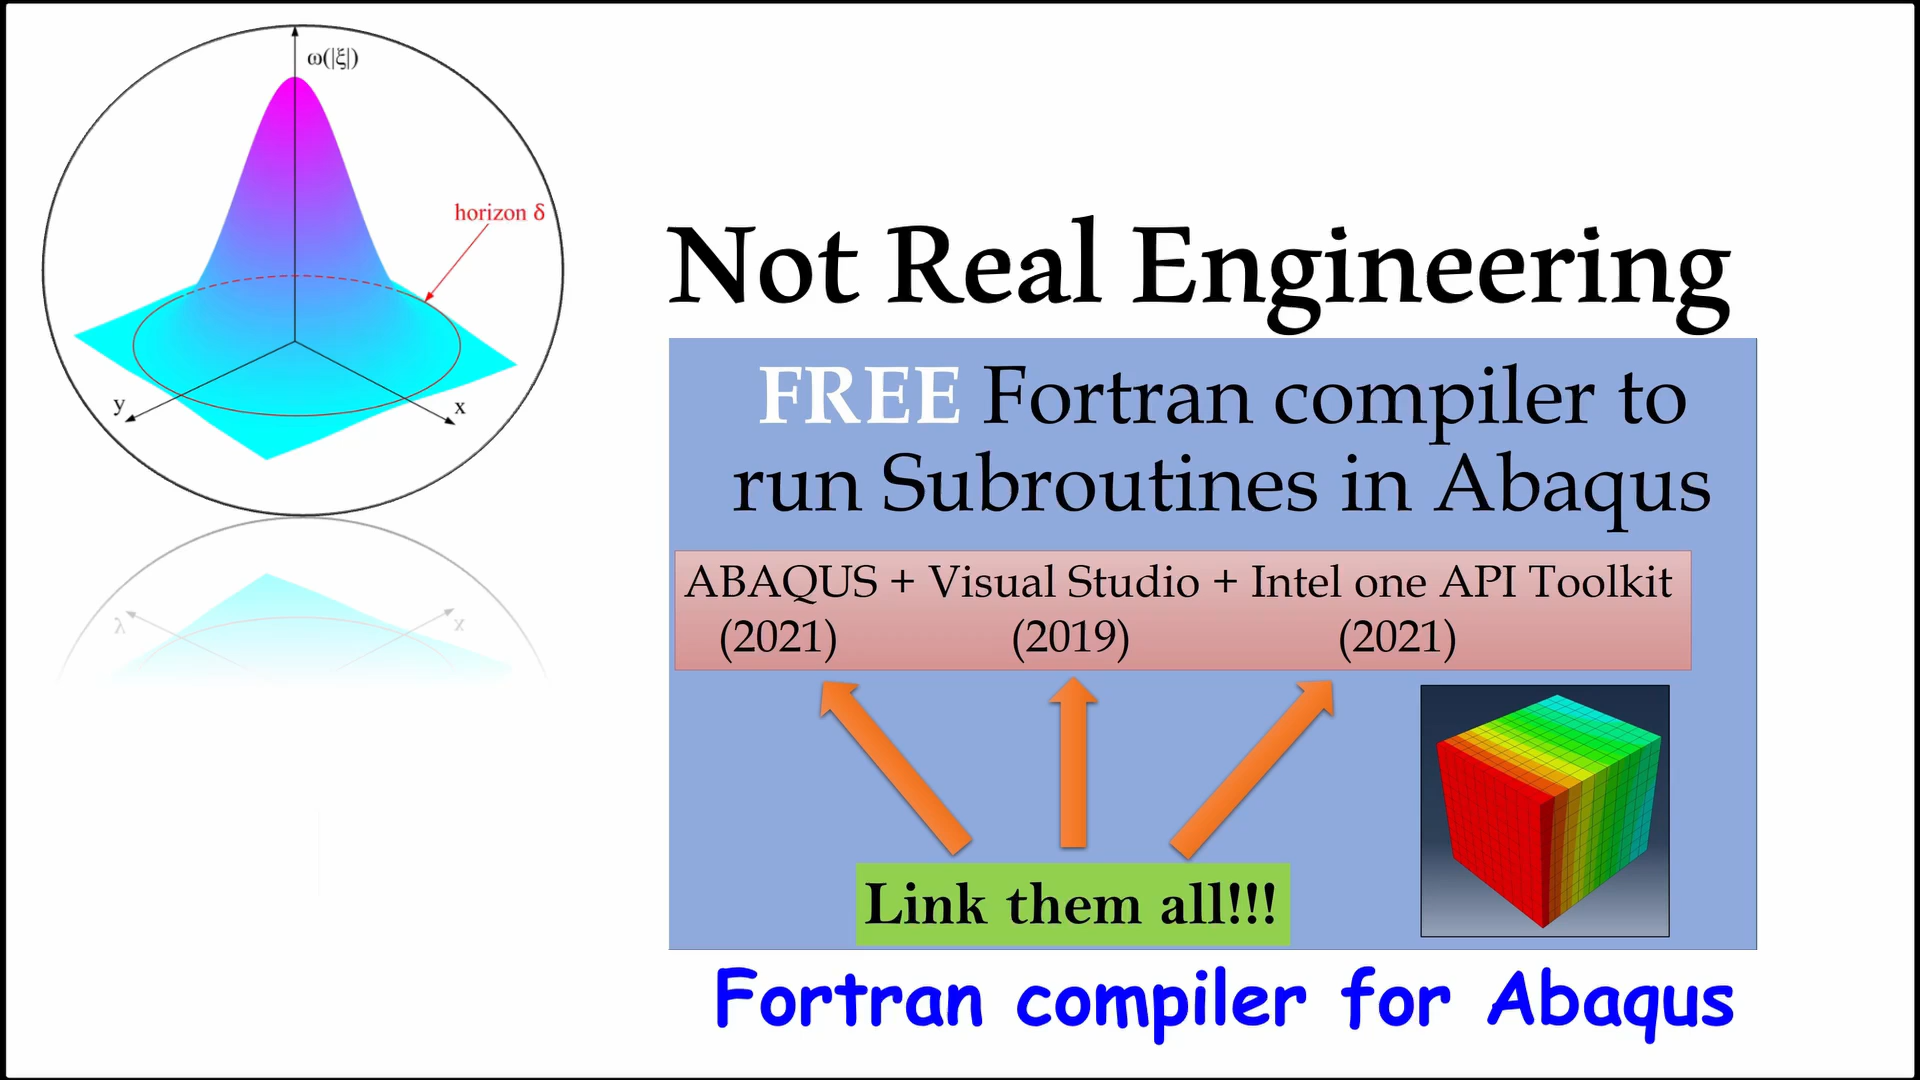 ω(|ξ|)
horizon δ
y
x
Not Real Engineering
FREE Fortran compiler to
run Subroutines in Abaqus
ABAQUS + Visual Studio + Intel one API Toolkit
(2021) (2019) (2021)
Link them all!!!
Fortran compiler for Abaqus